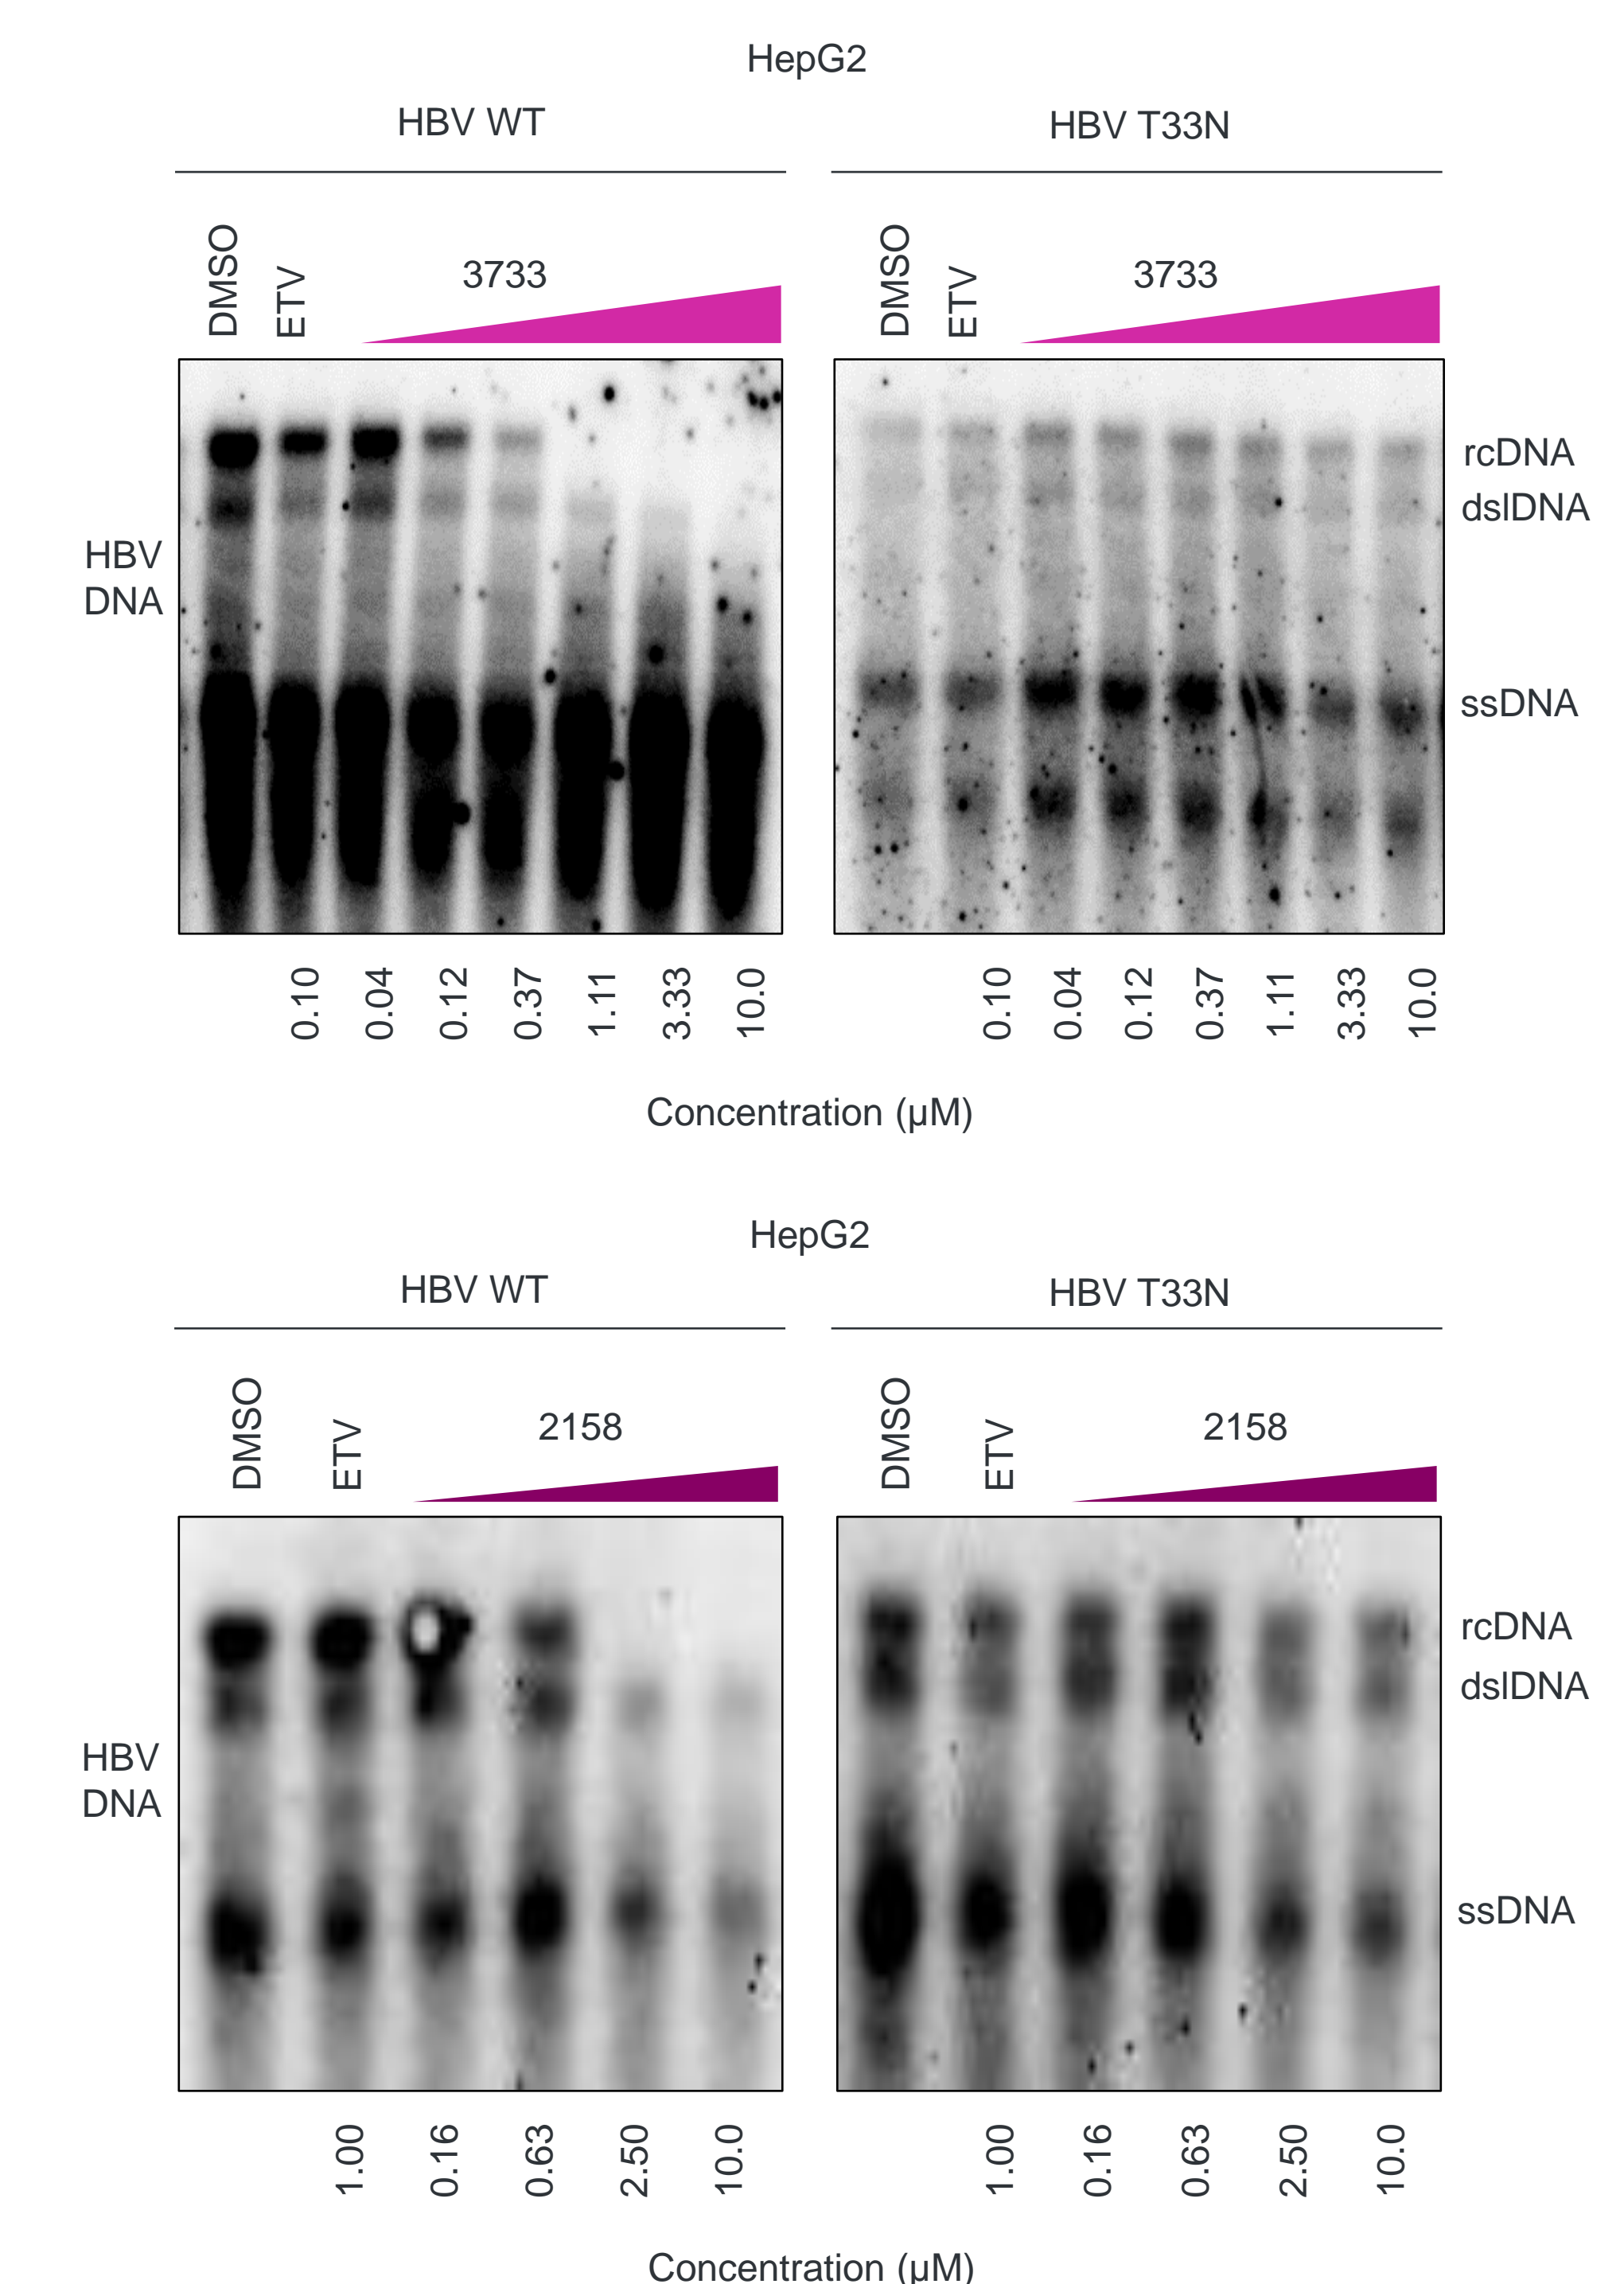 HepG2
HBV WT
HBV T33N
DMSO
ETV
3733
DMSO
ETV
3733
HBV
DNA
rcDNA
dslDNA
ssDNA
0.10
0.04
0.12
0.37
1.11
3.33
10.0
0.10
0.04
0.12
0.37
1.11
3.33
10.0
Concentration (μM)
HepG2
HBV WT
HBV T33N
DMSO
ETV
2158
DMSO
ETV
2158
HBV
DNA
rcDNA
dslDNA
ssDNA
1.00
0.16
0.63
2.50
10.0
1.00
0.16
0.63
2.50
10.0
Concentration (μM)